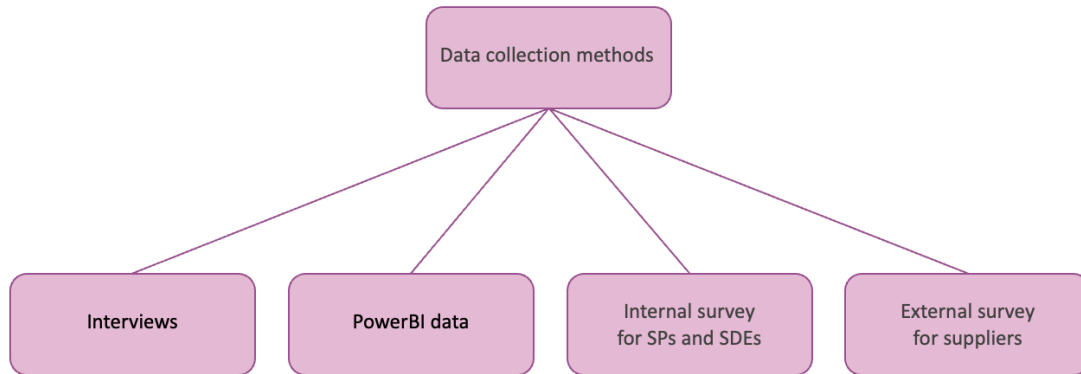 Data collection methods
Interviews
PowerBI data
Internal survey
for SPs and SDEs
External survey
for suppliers